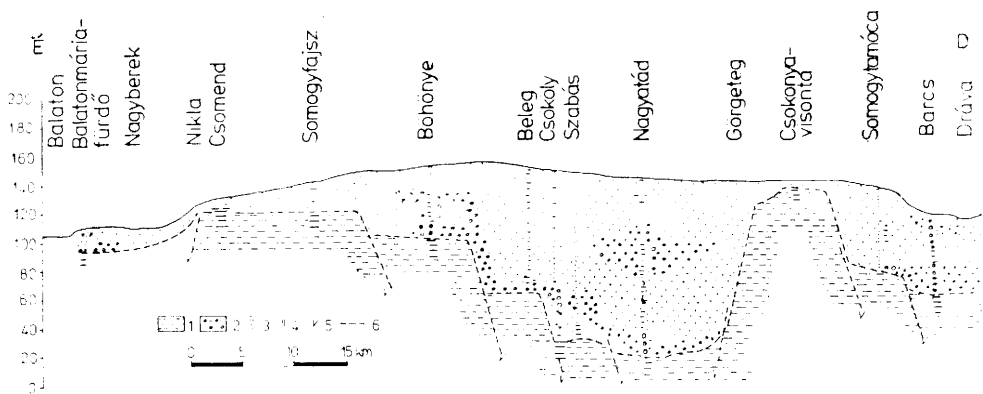 m
200
180
160
140
120
100
80
60
40
20
0
Balaton
Balatonmária-
fürdő
Nagyberek
Nikla
Csömend
Somogyfajsz
Böhönye
Beleg
Csököly
Szabás
Nagyatád
Görgeteg
Csokonya-
visonta
Somogytarnóca
Barcs
D
Dráva
1 2 3 4 5 6
0 5 10 15 km